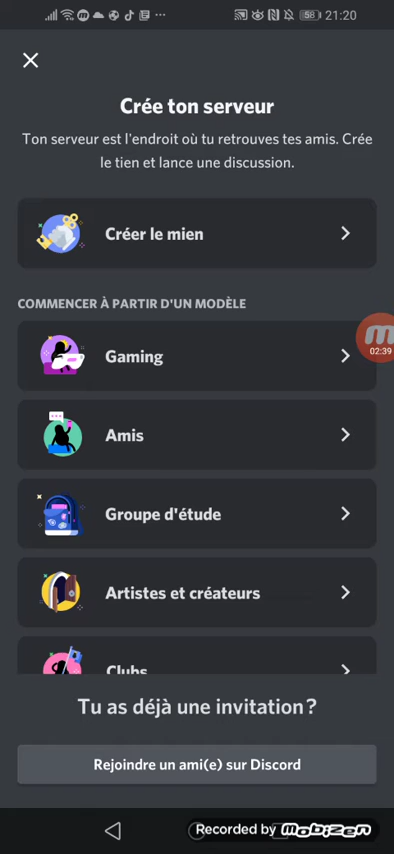 58 21:20
Crée ton serveur
Ton serveur est l'endroit où tu retrouves tes amis. Crée
le tien et lance une discussion.
Créer le mien
COMMENCER À PARTIR D'UN MODÈLE
Gaming
02:39
Amis
Groupe d'étude
Artistes et créateurs
Clubs
Tu as déjà une invitation ?
Rejoindre un ami(e) sur Discord
Recorded by mobizen